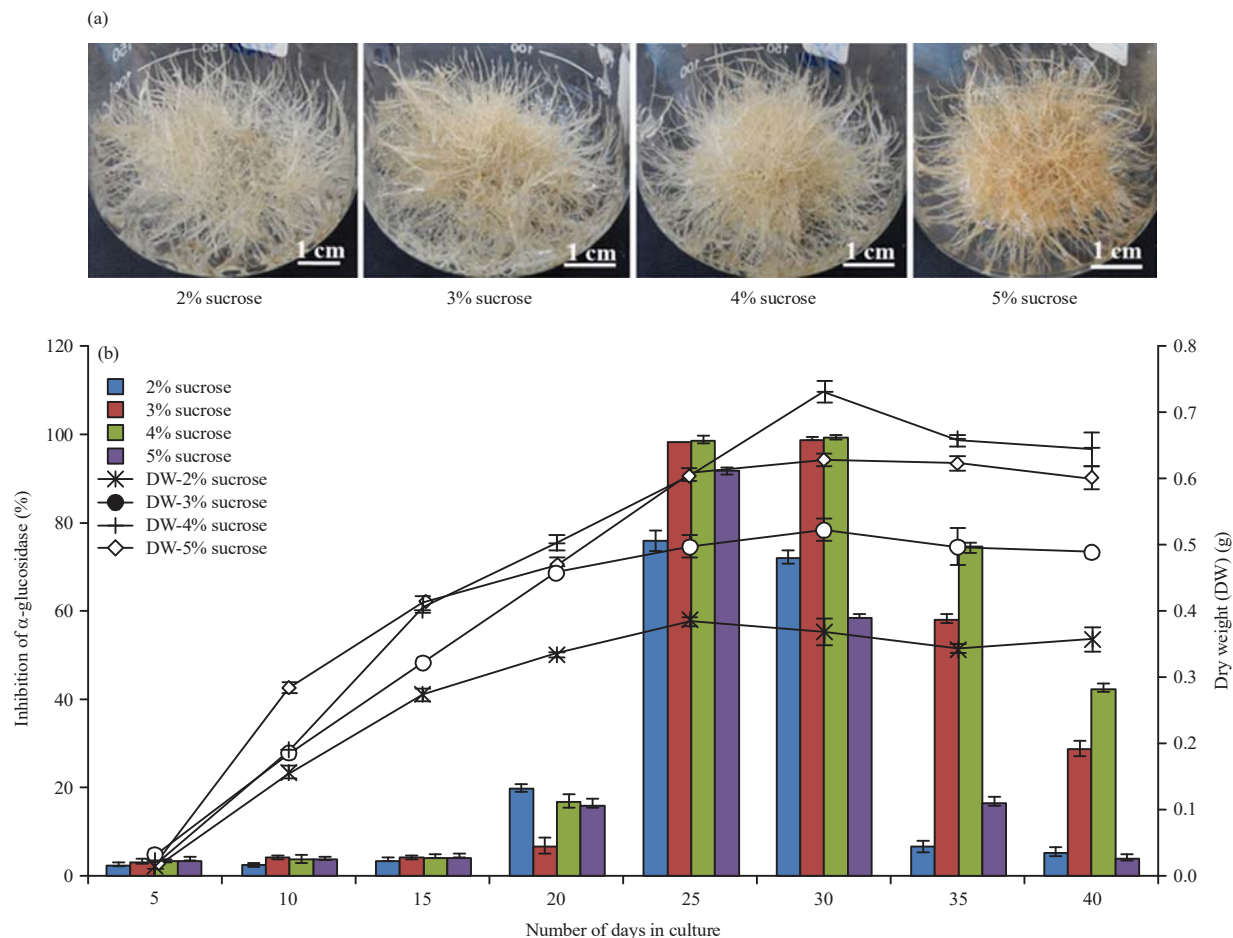 (a)
150
1 cm
1 cm
100
1 cm
100
1 cm
2% sucrose
3% sucrose
4% sucrose
5% sucrose
(b)
120
100
80
60
40
20
0
Inhibition of α-glucosidase (%)
2% sucrose
3% sucrose
4% sucrose
5% sucrose
DW-2% sucrose
DW-3% sucrose
DW-4% sucrose
DW-5% sucrose
0.8
0.7
0.6
0.5
0.4
0.3
0.2
0.1
0.0
Dry weight (DW) (g)
5 10 15 20 25 30 35 40
Number of days in culture